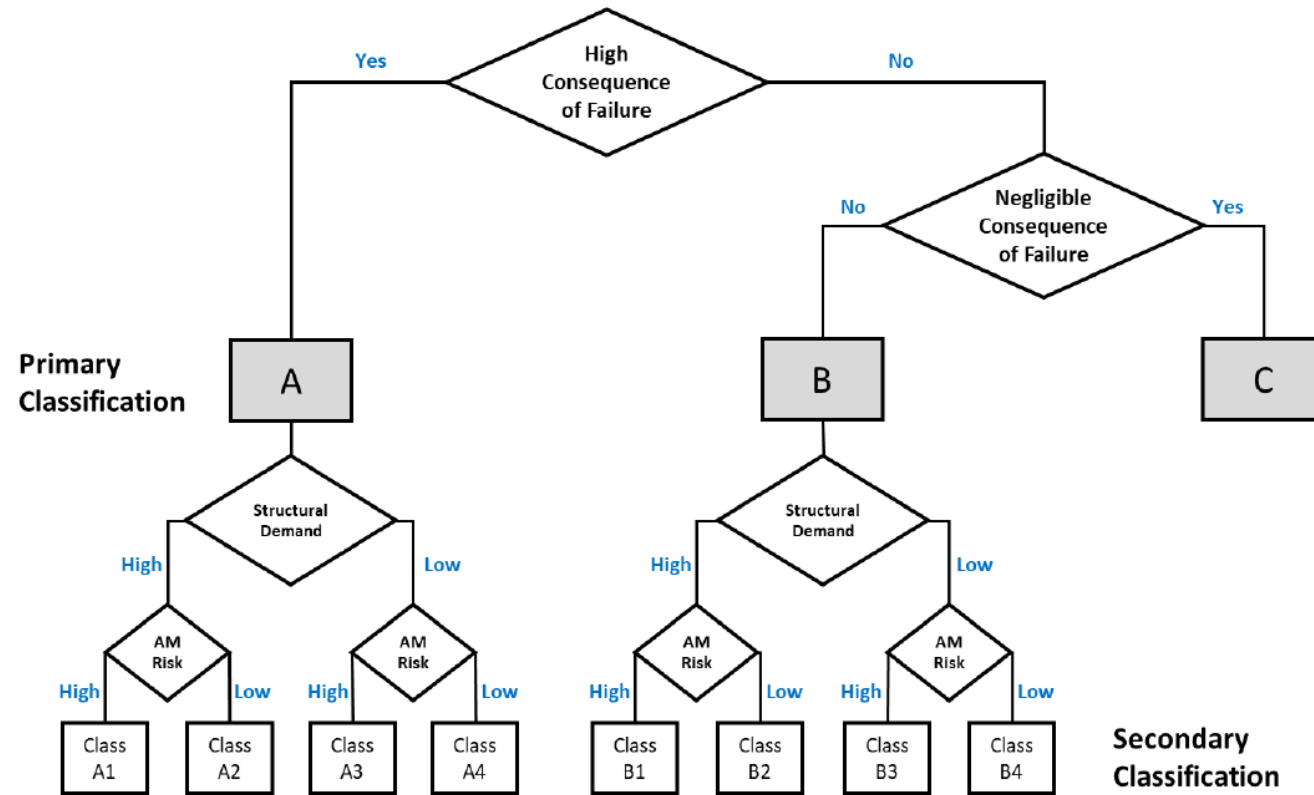 High
Consequence
of Failure
Yes
No
Negligible
Consequence
of Failure
No
Yes
Primary
Classification
A
B
C
Structural
Demand
High
Low
Structural
Demand
High
Low
AM
Risk
High
Low
AM
Risk
High
Low
AM
Risk
High
Low
AM
Risk
High
Low
Class
A1
Class
A2
Class
A3
Class
A4
Class
B1
Class
B2
Class
B3
Class
B4
Secondary
Classification